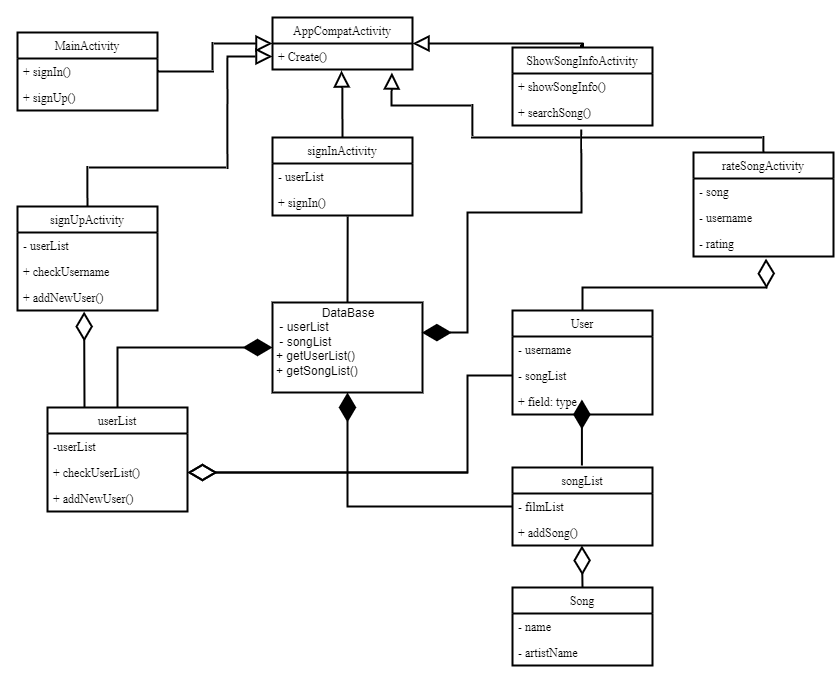 AppCompatActivity
+ Create()
MainActivity
+ signIn()
+ signUp()
ShowSongInfoActivity
+ showSongInfo()
+ searchSong()
signInActivity
- userList
+ signIn()
rateSongActivity
- song
- username
- rating
signUpActivity
- userList
+ checkUsername
+ addNewUser()
DataBase
- userList
- songList
+ getUserList()
+ getSongList()
User
- username
- songList
+ field: type
userList
-userList
+ checkUserList()
+ addNewUser()
songList
- filmList
+ addSong()
Song
- name
- artistName